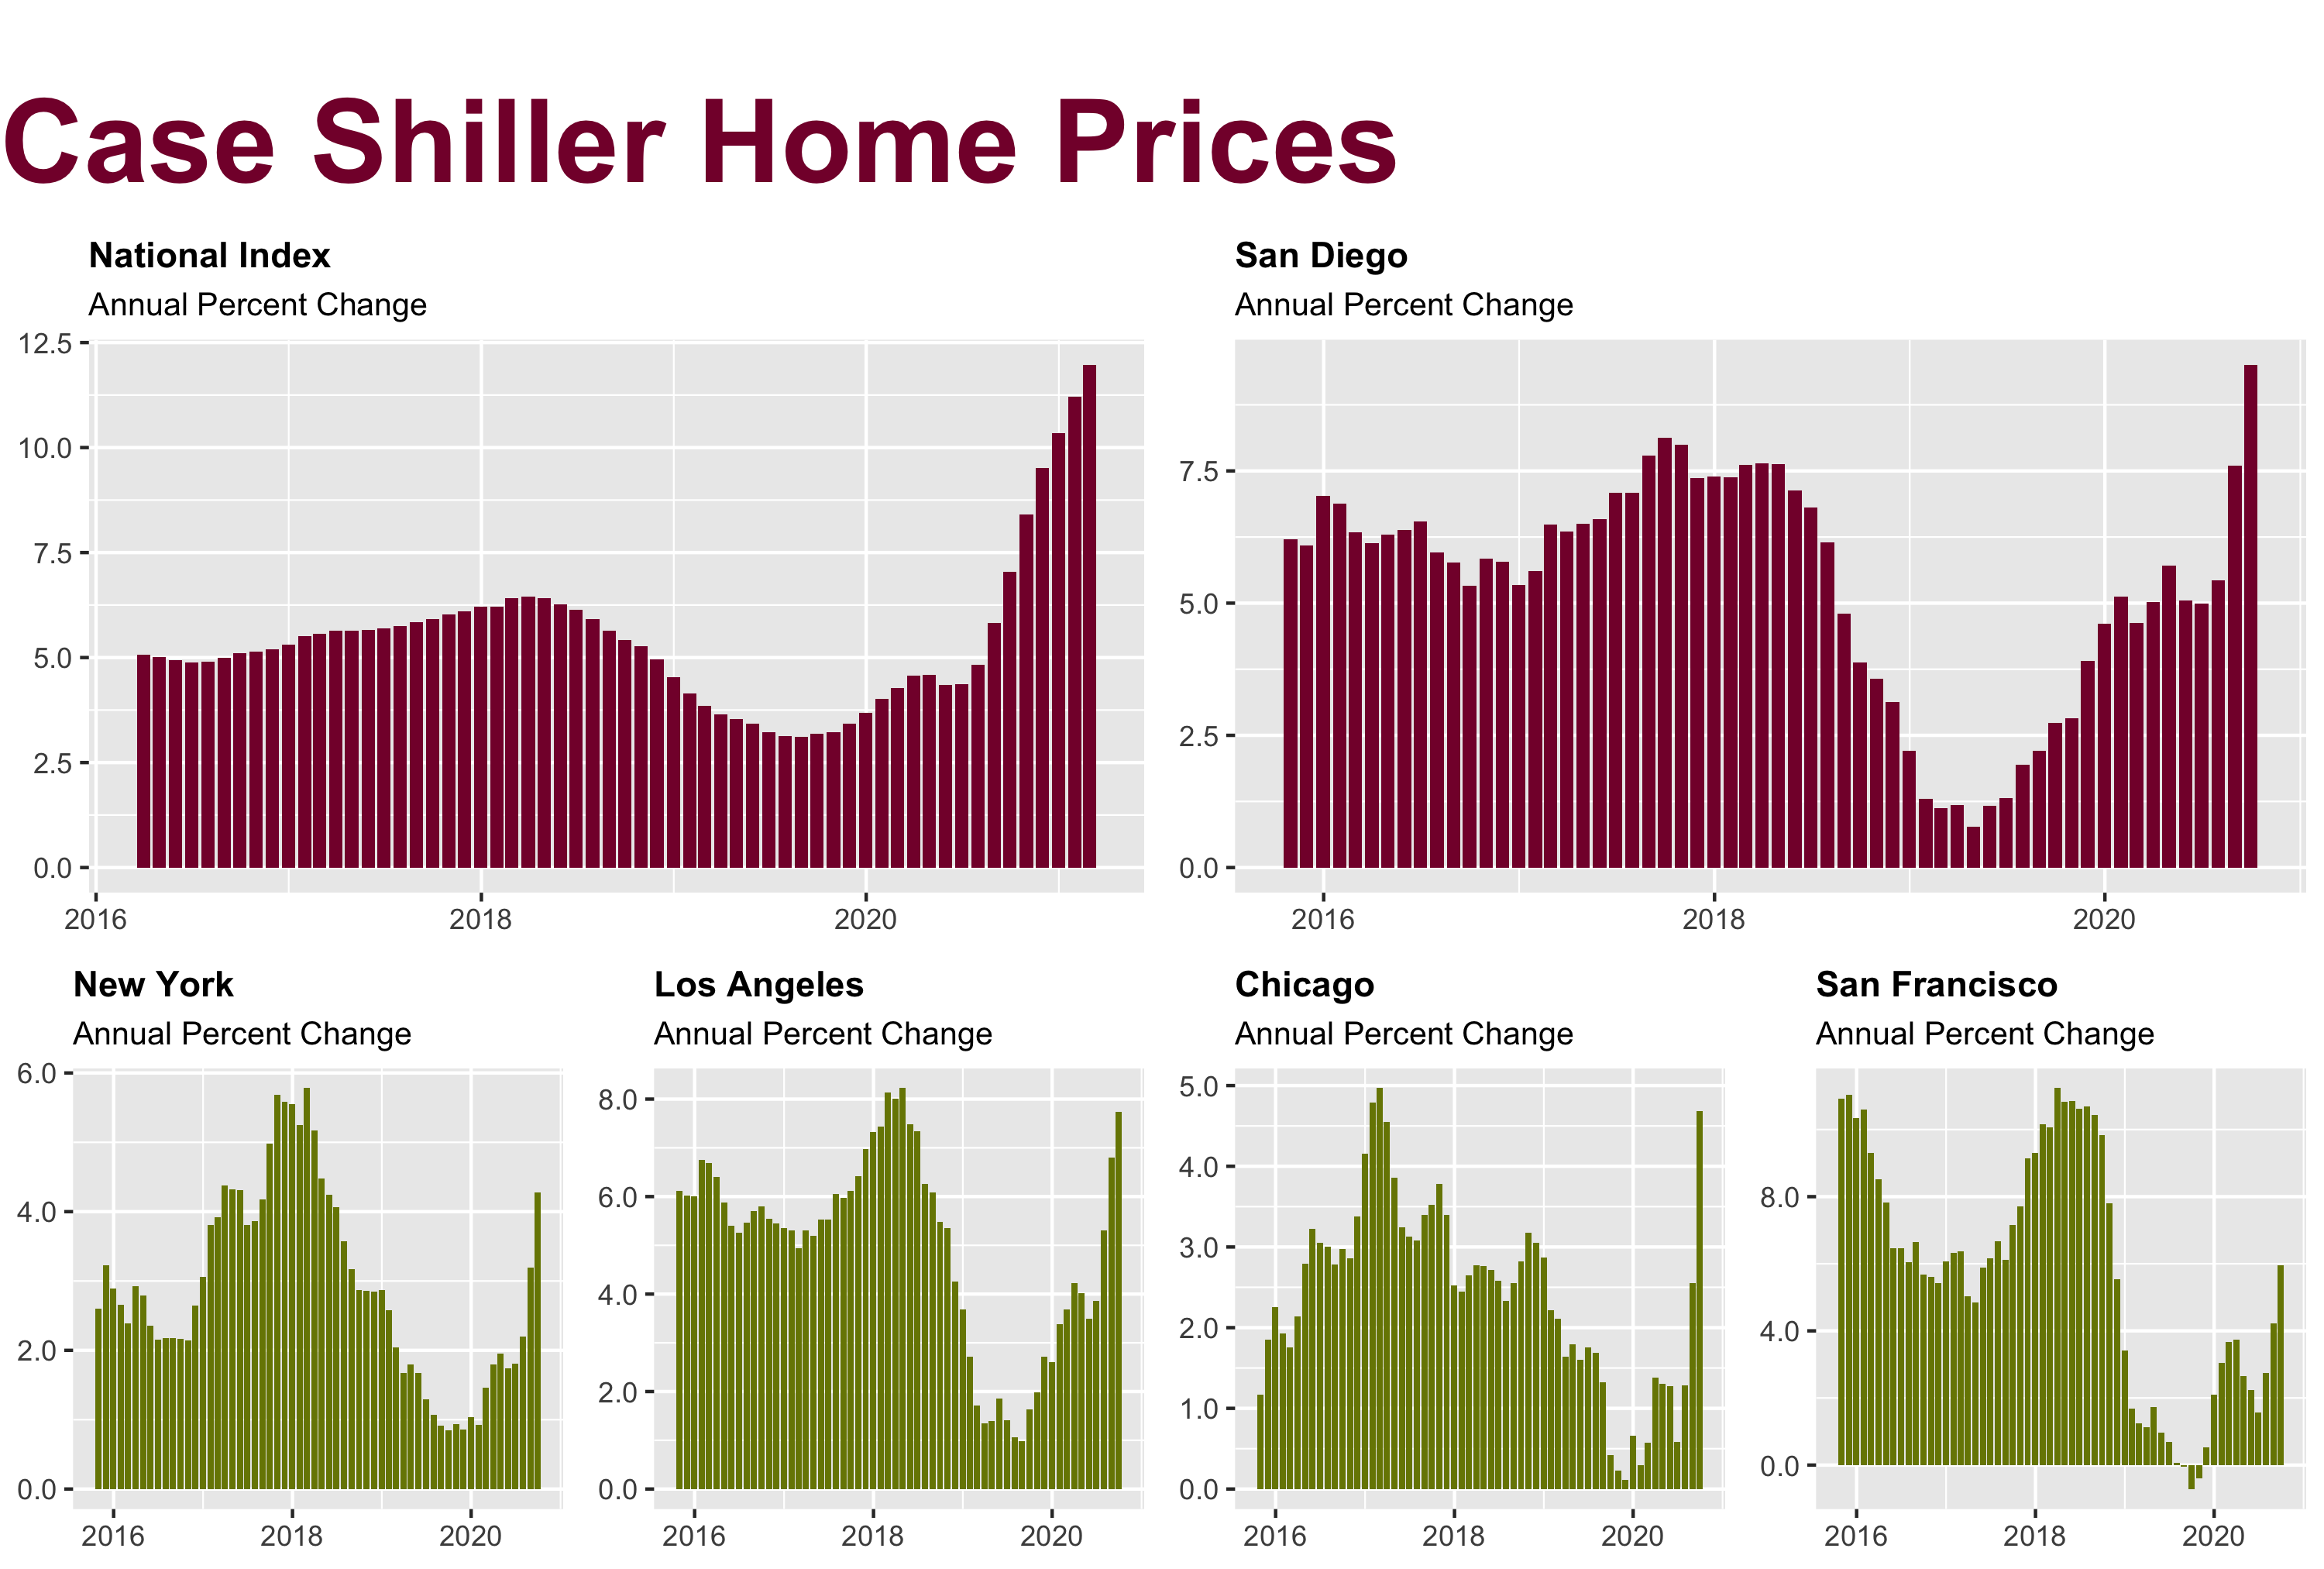 Case Shiller Home Prices
National Index
Annual Percent Change
12.5
10.0
7.5
5.0
2.5
0.0
2016 2018 2020
San Diego
Annual Percent Change
7.5
5.0
2.5
0.0
2016 2018 2020
New York
Annual Percent Change
6.0
4.0
2.0
0.0
2016 2018 2020
Los Angeles
Annual Percent Change
8.0
6.0
4.0
2.0
0.0
2016 2018 2020
Chicago
Annual Percent Change
5.0
4.0
3.0
2.0
1.0
0.0
2016 2018 2020
San Francisco
Annual Percent Change
8.0
4.0
0.0
2016 2018 2020